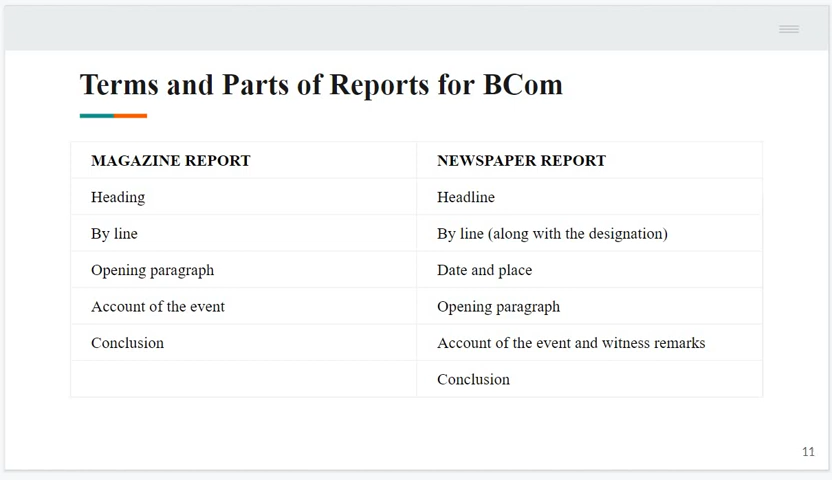 Terms and Parts of Reports for BCom
MAGAZINE REPORT NEWSPAPER REPORT
Heading Headline
By line By line (along with the designation)
Opening paragraph Date and place
Account of the event Opening paragraph
Conclusion Account of the event and witness remarks
Conclusion
11